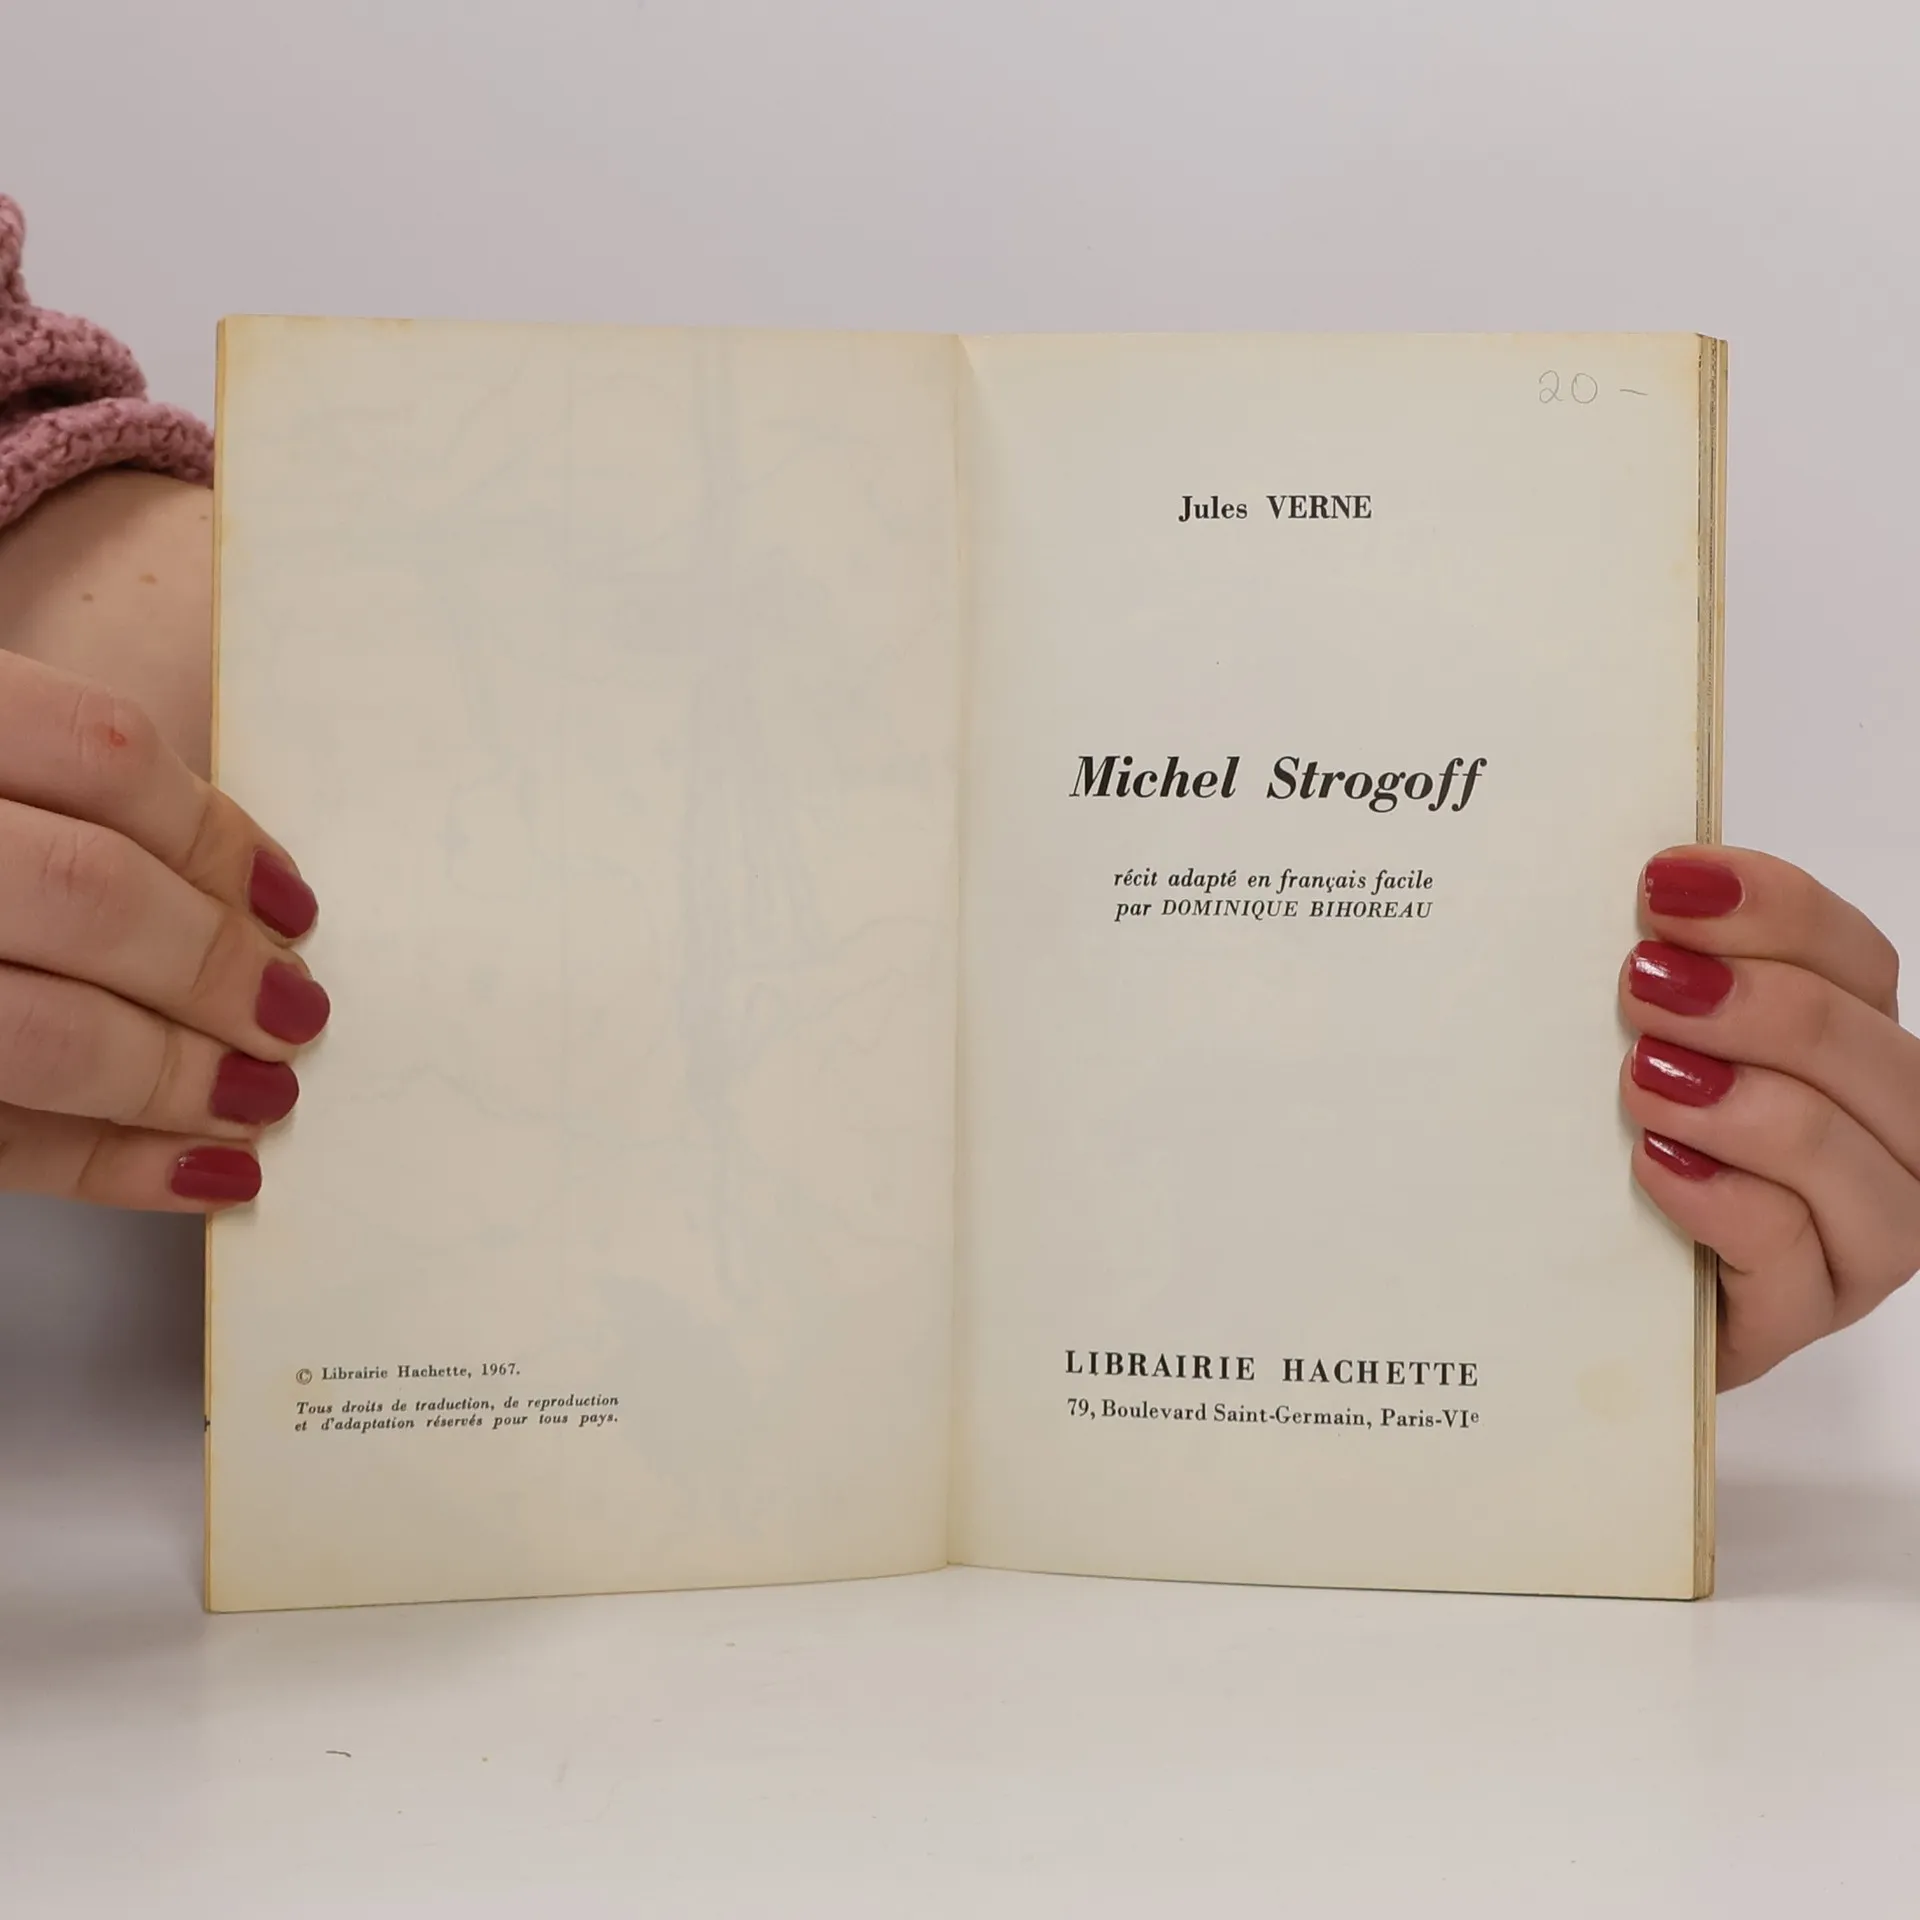 © Librairie Hachette, 1967.
Tous droits de traduction, de reproduction
et d'adaptation réservés pour tous pays.
20 –
Jules VERNE
Michel Strogoff
récit adapté en français facile
par DOMINIQUE BIHOREAU
LIBRAIRIE HACHETTE
79, Boulevard Saint-Germain, Paris-VIe